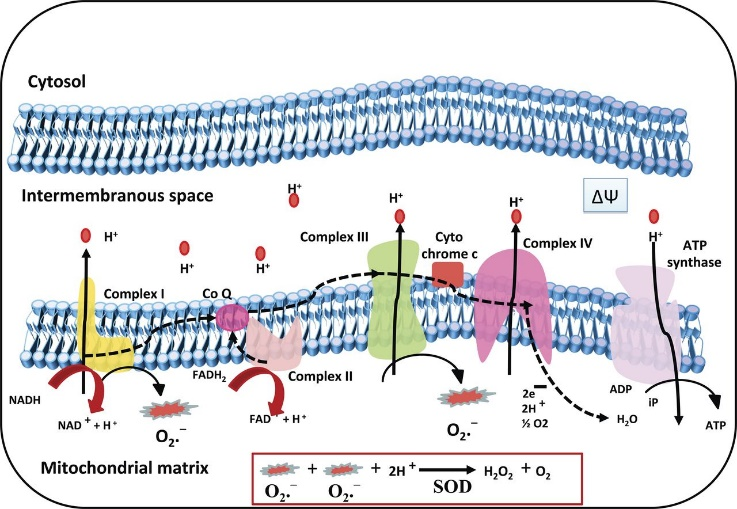 Cytosol
Intermembranous space
ΔΨ
H⁺
H⁺
H⁺
H⁺
H⁺
H⁺
H⁺
Complex III
Cyto
chrome c
Complex IV
ATP
synthase
Complex I
Co Q
FADH₂
Complex II
NADH
NAD⁺ + H⁺
O₂.⁻
FAD⁺ + H⁺
O₂.⁻
2e⁻
2H⁺
½ O2
H₂O
ADP
iP
ATP
Mitochondrial matrix
+ + 2H⁺ H₂O₂ + O₂
O₂.⁻ O₂.⁻ SOD